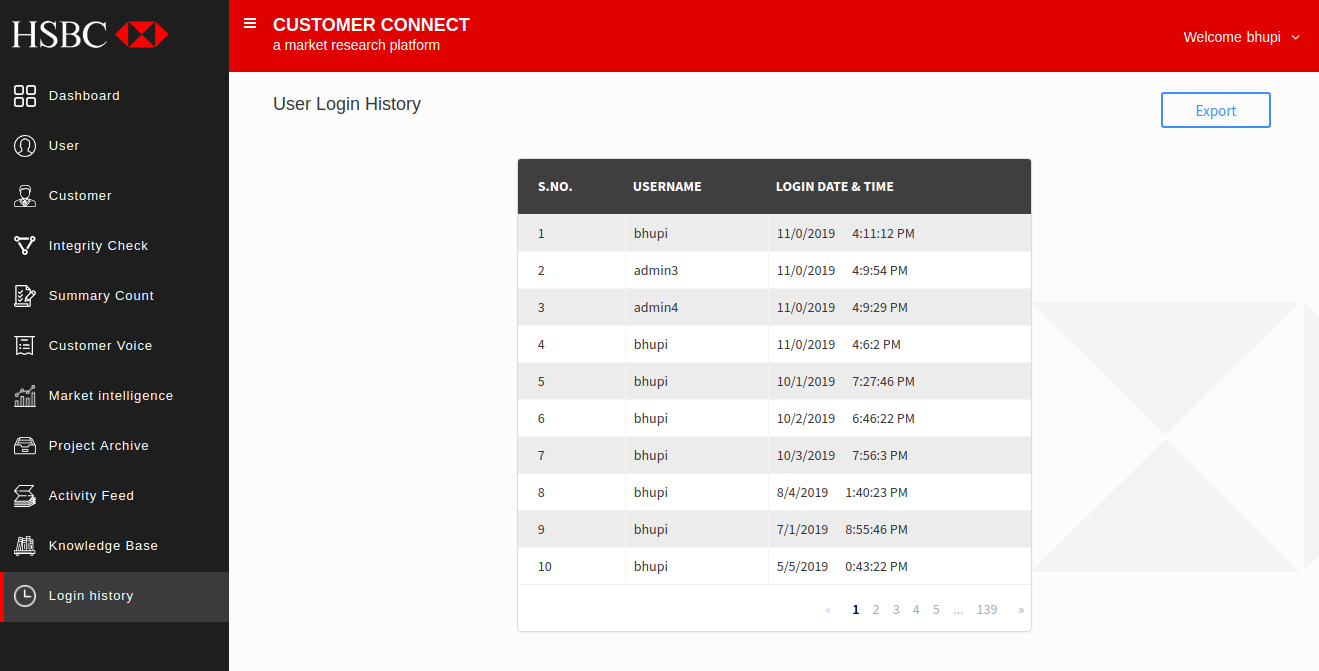 HSBC
CUSTOMER CONNECT
a market research platform
Welcome bhupi
Dashboard
User
Customer
Integrity Check
Summary Count
Customer Voice
Market intelligence
Project Archive
Activity Feed
Knowledge Base
Login history
User Login History
Export
S.NO. USERNAME LOGIN DATE & TIME
1 bhupi 11/0/2019 4:11:12 PM
2 admin3 11/0/2019 4:9:54 PM
3 admin4 11/0/2019 4:9:29 PM
4 bhupi 11/0/2019 4:6:2 PM
5 bhupi 10/1/2019 7:27:46 PM
6 bhupi 10/2/2019 6:46:22 PM
7 bhupi 10/3/2019 7:56:3 PM
8 bhupi 8/4/2019 1:40:23 PM
9 bhupi 7/1/2019 8:55:46 PM
10 bhupi 5/5/2019 0:43:22 PM
« 1 2 3 4 5 ... 139 »